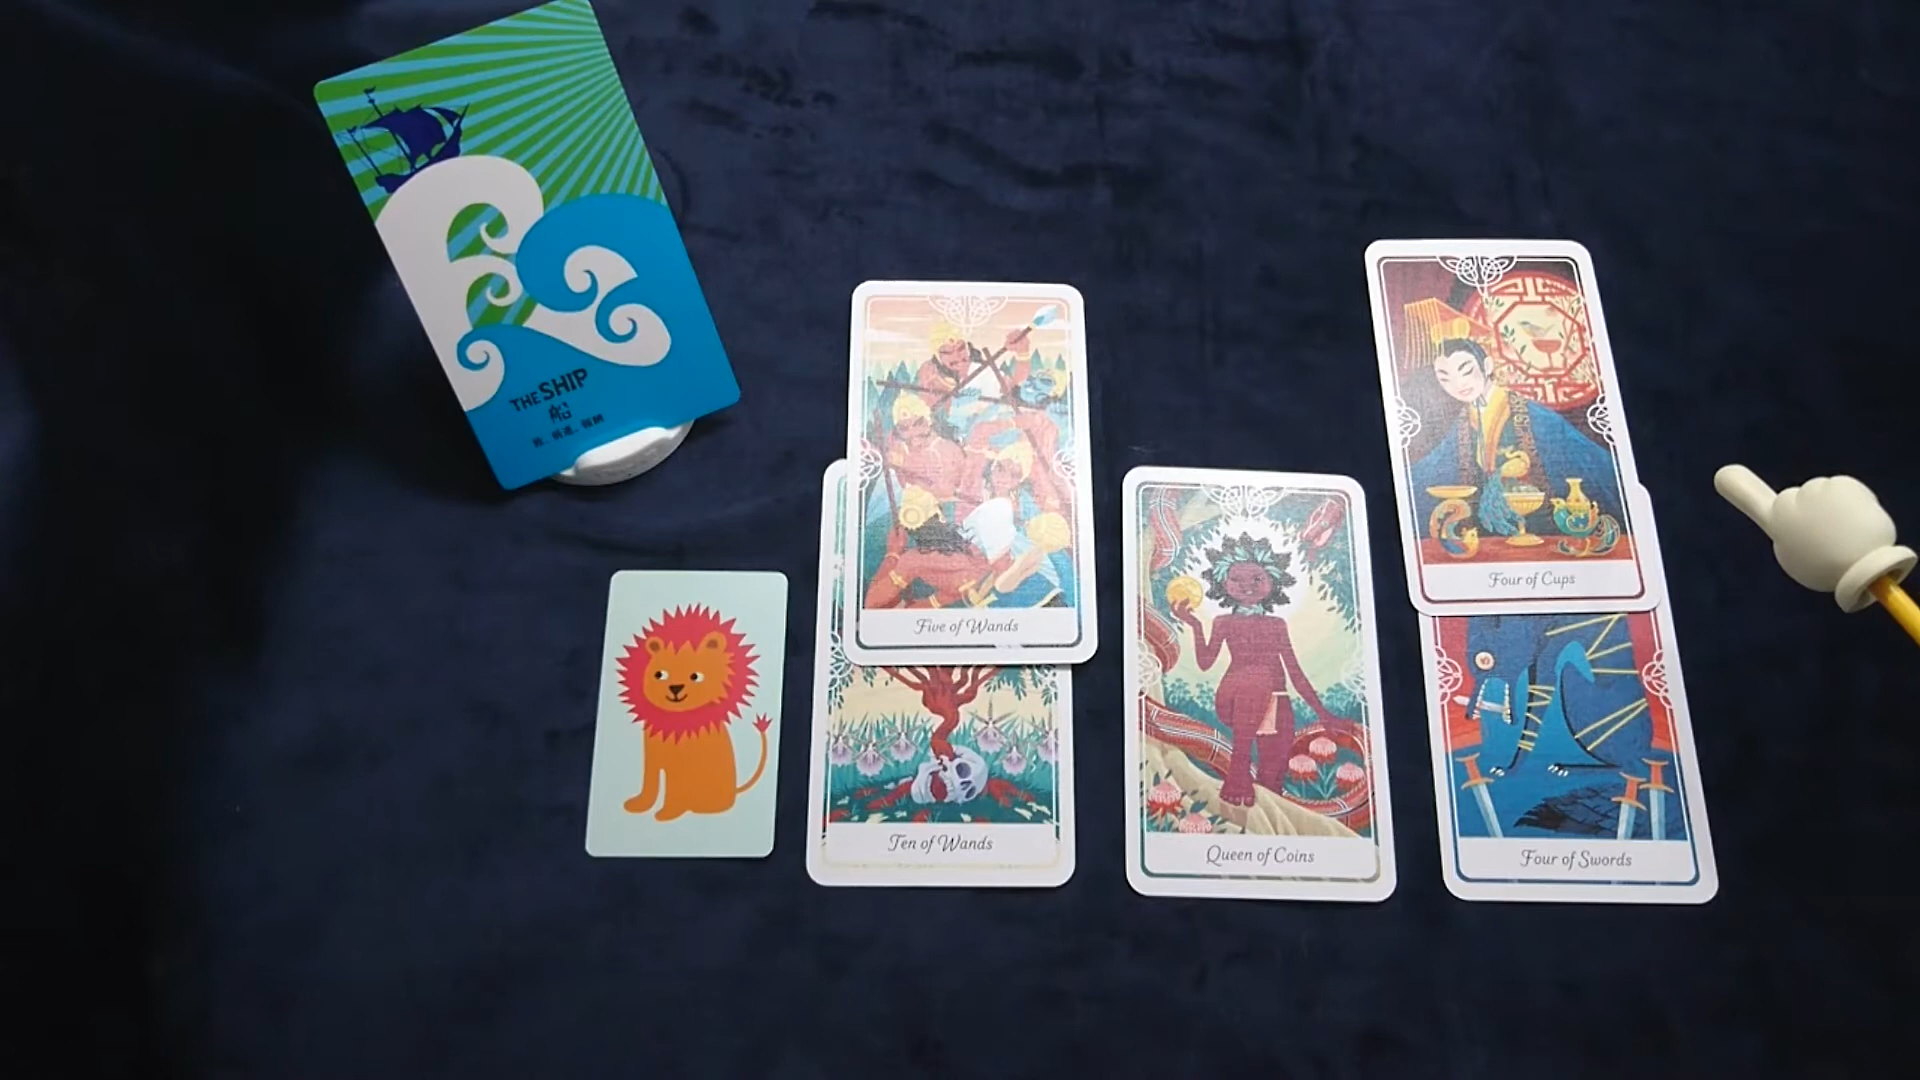 THE SHIP
船
Five of Wands
Four of Cups
Ten of Wands
Queen of Coins
Four of Swords